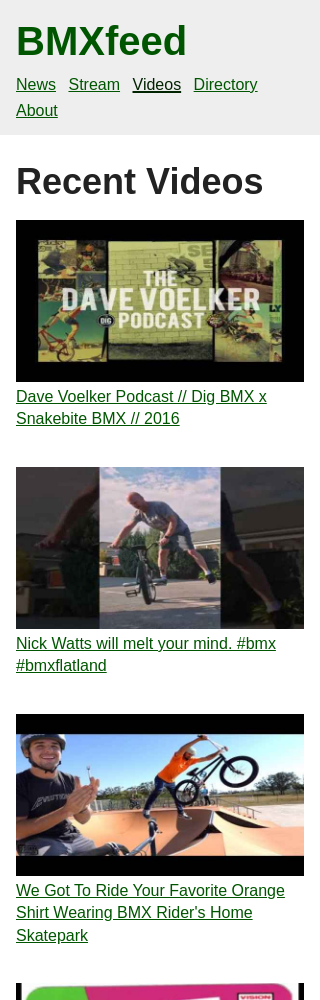 BMXfeed
News Stream Videos Directory
About
Recent Videos
THE
DAVE VOELKER
DIG PODCAST
Dave Voelker Podcast // Dig BMX x
Snakebite BMX // 2016
Nick Watts will melt your mind. #bmx
#bmxflatland
We Got To Ride Your Favorite Orange
Shirt Wearing BMX Rider's Home
Skatepark
VISION